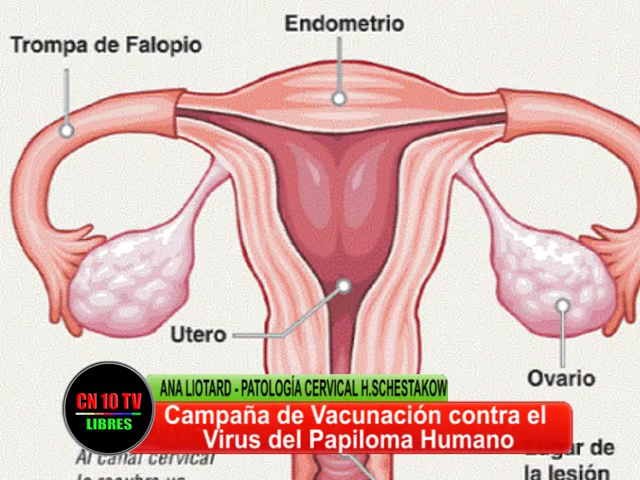 Endometrio
Trompa de Falopio
Utero
Ovario
CN 10 TV
LIBRES
ANA LIOTARD - PATOLOGÍA CERVICAL H.SCHESTAKOW
Campaña de Vacunación contra el
Virus del Papiloma Humano
Lugar de
la lesión
Al canal cervical